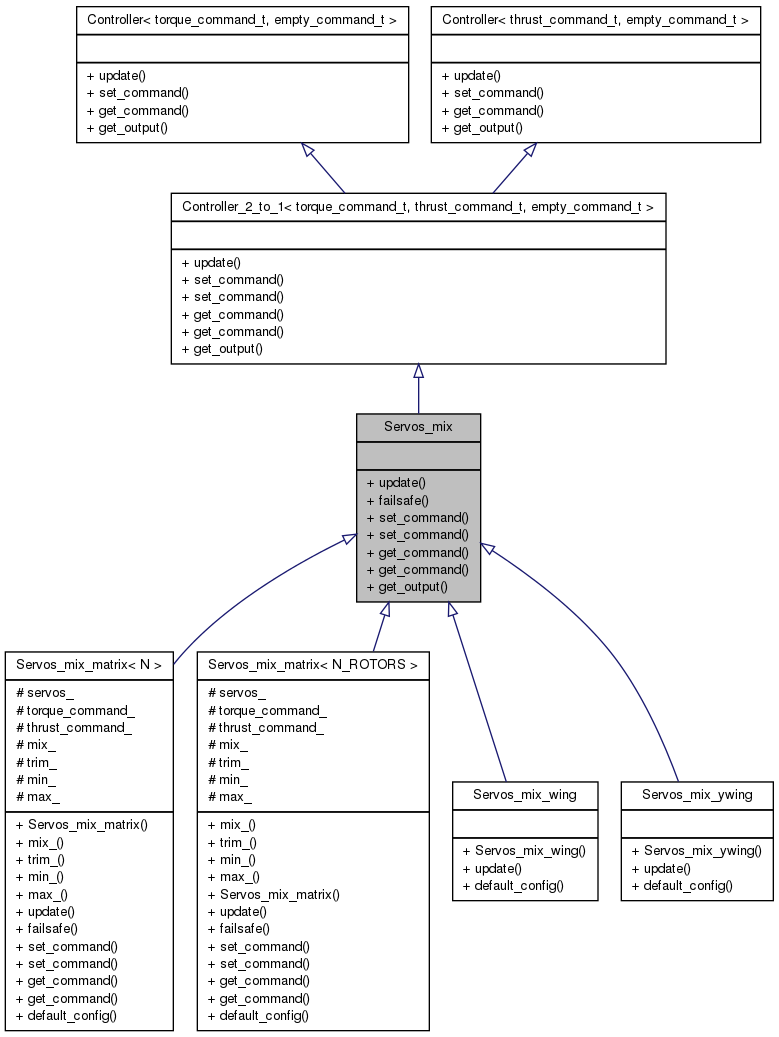 Controller< torque_command_t, empty_command_t >
+ update()
+ set_command()
+ get_command()
+ get_output()
Controller< thrust_command_t, empty_command_t >
+ update()
+ set_command()
+ get_command()
+ get_output()
Controller_2_to_1< torque_command_t, thrust_command_t, empty_command_t >
+ update()
+ set_command()
+ set_command()
+ get_command()
+ get_command()
+ get_output()
Servos_mix
+ update()
+ failsafe()
+ set_command()
+ set_command()
+ get_command()
+ get_command()
+ get_output()
Servos_mix_matrix< N >
# servos_
# torque_command_
# thrust_command_
# mix_
# trim_
# min_
# max_
+ Servos_mix_matrix()
+ mix_()
+ trim_()
+ min_()
+ max_()
+ update()
+ failsafe()
+ set_command()
+ set_command()
+ get_command()
+ get_command()
+ default_config()
Servos_mix_matrix< N_ROTORS >
# servos_
# torque_command_
# thrust_command_
# mix_
# trim_
# min_
# max_
+ mix_()
+ trim_()
+ min_()
+ max_()
+ Servos_mix_matrix()
+ update()
+ failsafe()
+ set_command()
+ set_command()
+ get_command()
+ get_command()
+ default_config()
Servos_mix_wing
+ Servos_mix_wing()
+ update()
+ default_config()
Servos_mix_ywing
+ Servos_mix_ywing()
+ update()
+ default_config()